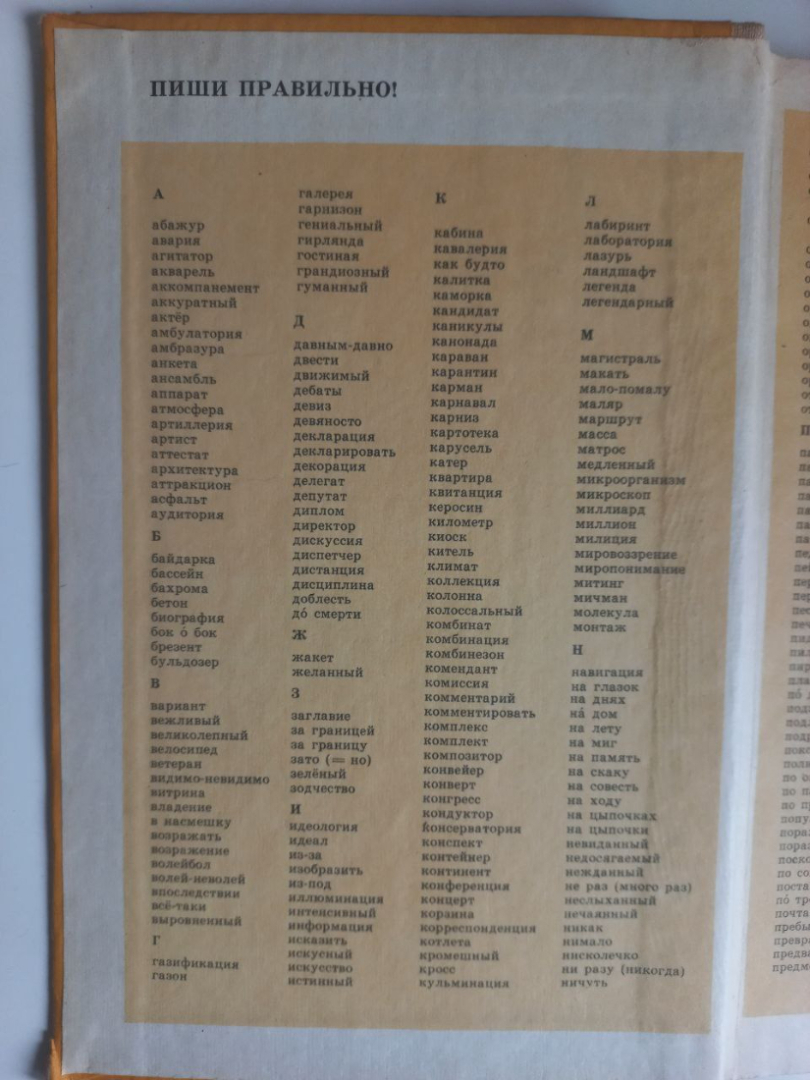 ПИШИ ПРАВИЛЬНО!
А
абажур
авария
агитатор
акварель
аккомпанемент
аккуратный
актёр
амбулатория
амбразура
анкета
ансамбль
аппарат
атмосфера
артиллерия
артист
аттестат
архитектура
аттракцион
асфальт
аудитория
Б
байдарка
бассейн
бахрома
бетон
биография
бок о́ бок
брезент
бульдозер
В
вариант
вежливый
великолепный
велосипед
ветеран
видимо-невидимо
витрина
владение
в насмешку
возражать
возражение
волейбол
волей-неволей
впоследствии
всё-таки
выровненный
Г
газификация
газон
галерея
гарнизон
гениальный
гирлянда
гостиная
грандиозный
гуманный
Д
давным-давно
двести
движимый
дебаты
девиз
девяносто
декларация
декларировать
декорация
делегат
депутат
диплом
директор
дискуссия
диспетчер
дистанция
дисциплина
доблесть
до́ смерти
Ж
жакет
желанный
З
заглавие
за границей
за границу
зато (= но)
зелёный
зодчество
И
идеология
идеал
из-за
изобразить
из-под
иллюминация
интенсивный
информация
исказить
искусный
искусство
истинный
К
кабина
кавалерия
как будто
калитка
каморка
кандидат
каникулы
канонада
караван
карантин
карман
карнавал
карниз
картотека
карусель
катер
квартира
квитанция
керосин
километр
киоск
китель
климат
коллекция
колонна
колоссальный
комбинат
комбинация
комбинезон
комендант
комиссия
комментарий
комментировать
комплекс
комплект
композитор
конвейер
конверт
конгресс
кондуктор
консерватория
конспект
контейнер
континент
конференция
концерт
корзина
корреспонденция
котлета
кромешный
кросс
кульминация
Л
лабиринт
лаборатория
лазурь
ландшафт
легенда
легендарный
М
магистраль
макать
мало-помалу
маляр
маршрут
масса
матрос
медленный
микроорганизм
микроскоп
миллиард
миллион
милиция
мировоззрение
миропонимание
митинг
мичман
молекула
монтаж
Н
навигация
на глазок
на днях
на́ дом
на лету
на миг
на память
на скаку
на совесть
на ходу
на цыпочках
на цыпочки
невиданный
недосягаемый
нежданный
не раз (много раз)
неслыханный
нечаянный
никак
нимало
нисколечко
ни разу (никогда)
ничуть